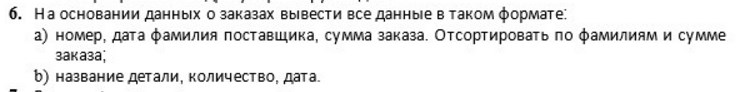 6. На основании данных о заказах вывести все данные в таком формате:
a) номер, дата фамилия поставщика, сумма заказа. Отсортировать по фамилиям и сумме
заказа;
b) название детали, количество, дата.